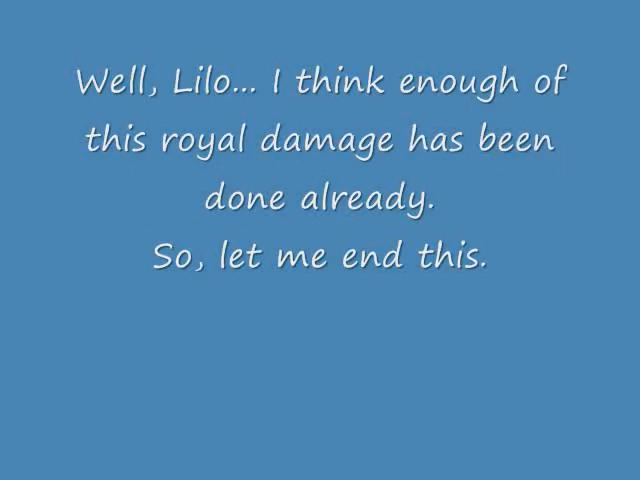 Well, Lilo... I think enough of
this royal damage has been
done already.
So, let me end this.